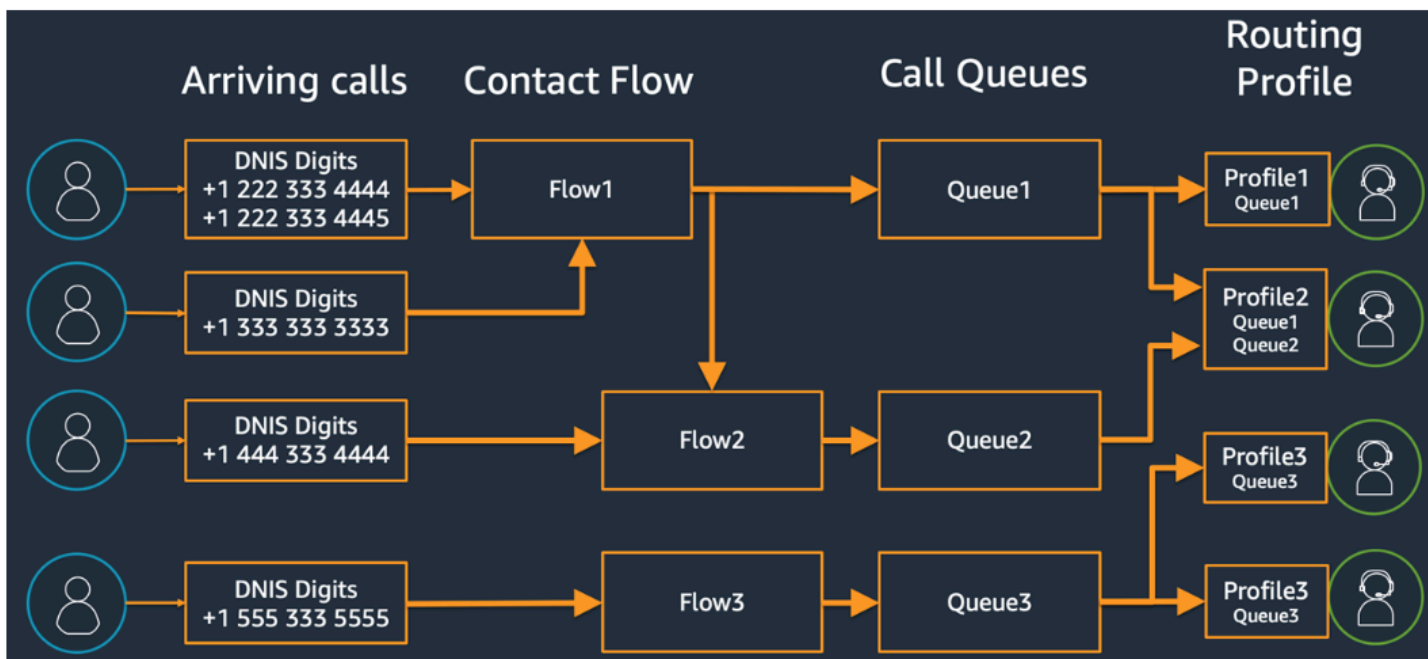 Arriving calls
Contact Flow
Call Queues
Routing
Profile
DNIS Digits
+1 222 333 4444
+1 222 333 4445
Flow1
Queue1
Profile1
Queue1
DNIS Digits
+1 333 333 3333
Profile2
Queue1
Queue2
DNIS Digits
+1 444 333 4444
Flow2
Queue2
Profile3
Queue3
DNIS Digits
+1 555 333 5555
Flow3
Queue3
Profile3
Queue3